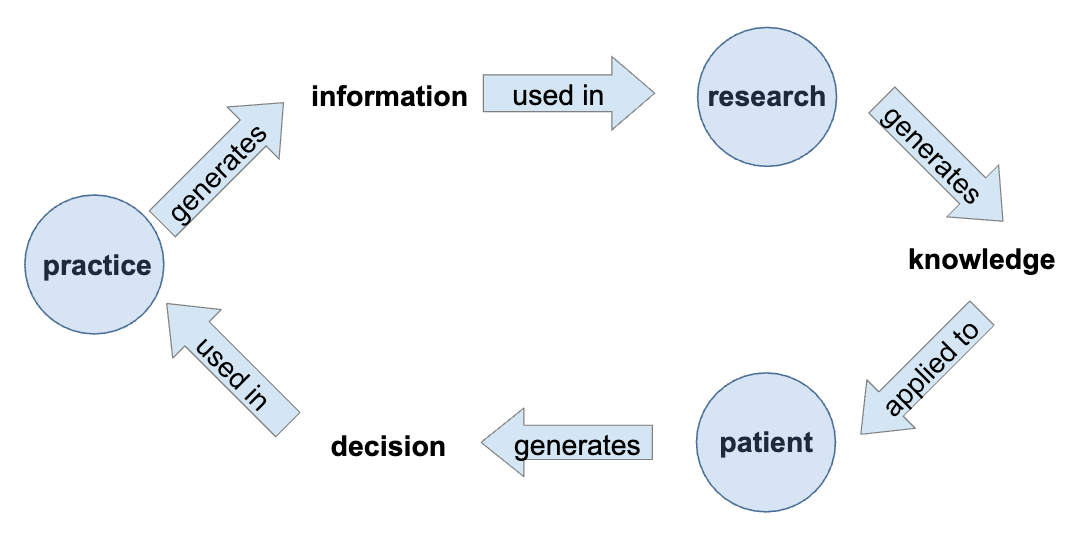 information
used in
research
generates
knowledge
applied to
patient
generates
decision
used in
practice
generates